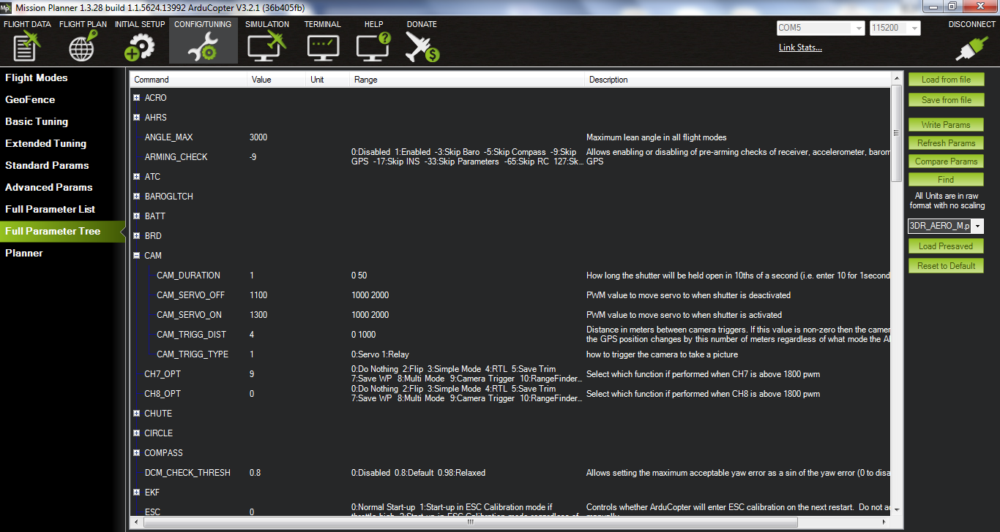 Mission Planner 1.3.28 build 1.1.5624.13992 ArduCopter V3.2.1 (36b405fb)
FLIGHT DATA FLIGHT PLAN INITIAL SETUP CONFIG/TUNING SIMULATION TERMINAL HELP DONATE
COM5 115200 DISCONNECT
Link Stats...
Flight Modes
GeoFence
Basic Tuning
Extended Tuning
Standard Params
Advanced Params
Full Parameter List
Full Parameter Tree
Planner
Command Value Unit Range Description
ACRO
AHRS
ANGLE_MAX 3000 Maximum lean angle in all flight modes
ARMING_CHECK -9 0:Disabled 1:Enabled -3:Skip Baro -5:Skip Compass -9:Skip Allows enabling or disabling of pre-arming checks of receiver, accelerometer, barom
GPS -17:Skip INS -33:Skip Parameters -65:Skip RC 127:Sk... GPS
ATC
BAROGLTCH
BATT
BRD
CAM
CAM_DURATION 1 0 50 How long the shutter will be held open in 10ths of a second (i.e. enter 10 for 1second
CAM_SERVO_OFF 1100 1000 2000 PWM value to move servo to when shutter is deactivated
CAM_SERVO_ON 1300 1000 2000 PWM value to move servo to when shutter is activated
CAM_TRIGG_DIST 4 0 1000 Distance in meters between camera triggers. If this value is non-zero then the camer
the GPS position changes by this number of meters regardless of what mode the A
CAM_TRIGG_TYPE 1 0:Servo 1:Relay how to trigger the camera to take a picture
CH7_OPT 9 0:Do Nothing 2:Flip 3:Simple Mode 4:RTL 5:Save Trim Select which function if performed when CH7 is above 1800 pwm
7:Save WP 8:Multi Mode 9:Camera Trigger 10:RangeFinder...
CH8_OPT 0 0:Do Nothing 2:Flip 3:Simple Mode 4:RTL 5:Save Trim Select which function if performed when CH8 is above 1800 pwm
7:Save WP 8:Multi Mode 9:Camera Trigger 10:RangeFinder...
CHUTE
CIRCLE
COMPASS
DCM_CHECK_THRESH 0.8 0:Disabled 0.8:Default 0.98:Relaxed Allows setting the maximum acceptable yaw error as a sin of the yaw error (0 to disa
EKF
ESC 0 0:Normal Start-up 1:Start-up in ESC Calibration mode if Controls whether ArduCopter will enter ESC calibration on the next restart. Do not a
Load from file
Save from file
Write Params
Refresh Params
Compare Params
Find
All Units are in raw
format with no scaling
3DR_AERO_M.p
Load Presaved
Reset to Default